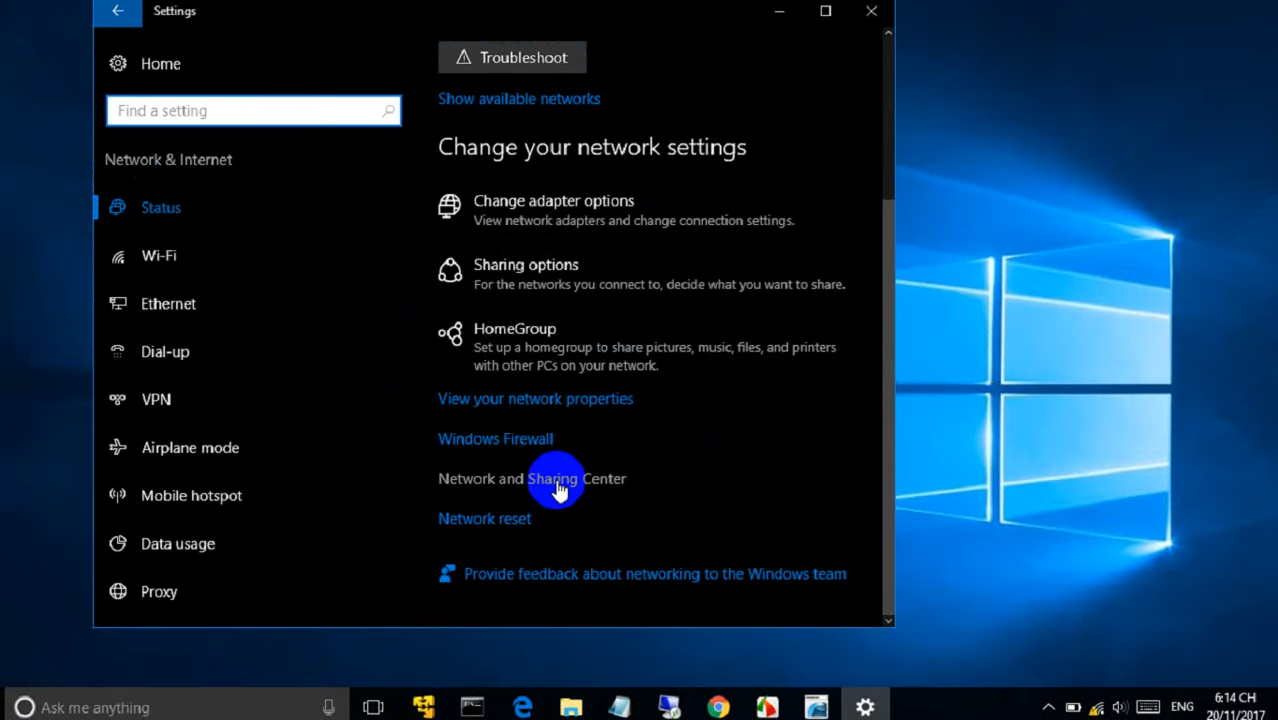 Settings
Home
Find a setting
Network & Internet
Status
Wi-Fi
Ethernet
Dial-up
VPN
Airplane mode
Mobile hotspot
Data usage
Proxy
Troubleshoot
Show available networks
Change your network settings
Change adapter options
View network adapters and change connection settings.
Sharing options
For the networks you connect to, decide what you want to share.
HomeGroup
Set up a homegroup to share pictures, music, files, and printers
with other PCs on your network.
View your network properties
Windows Firewall
Network and Sharing Center
Network reset
Provide feedback about networking to the Windows team
Ask me anything
ENG
6:14 CH
20/11/2017